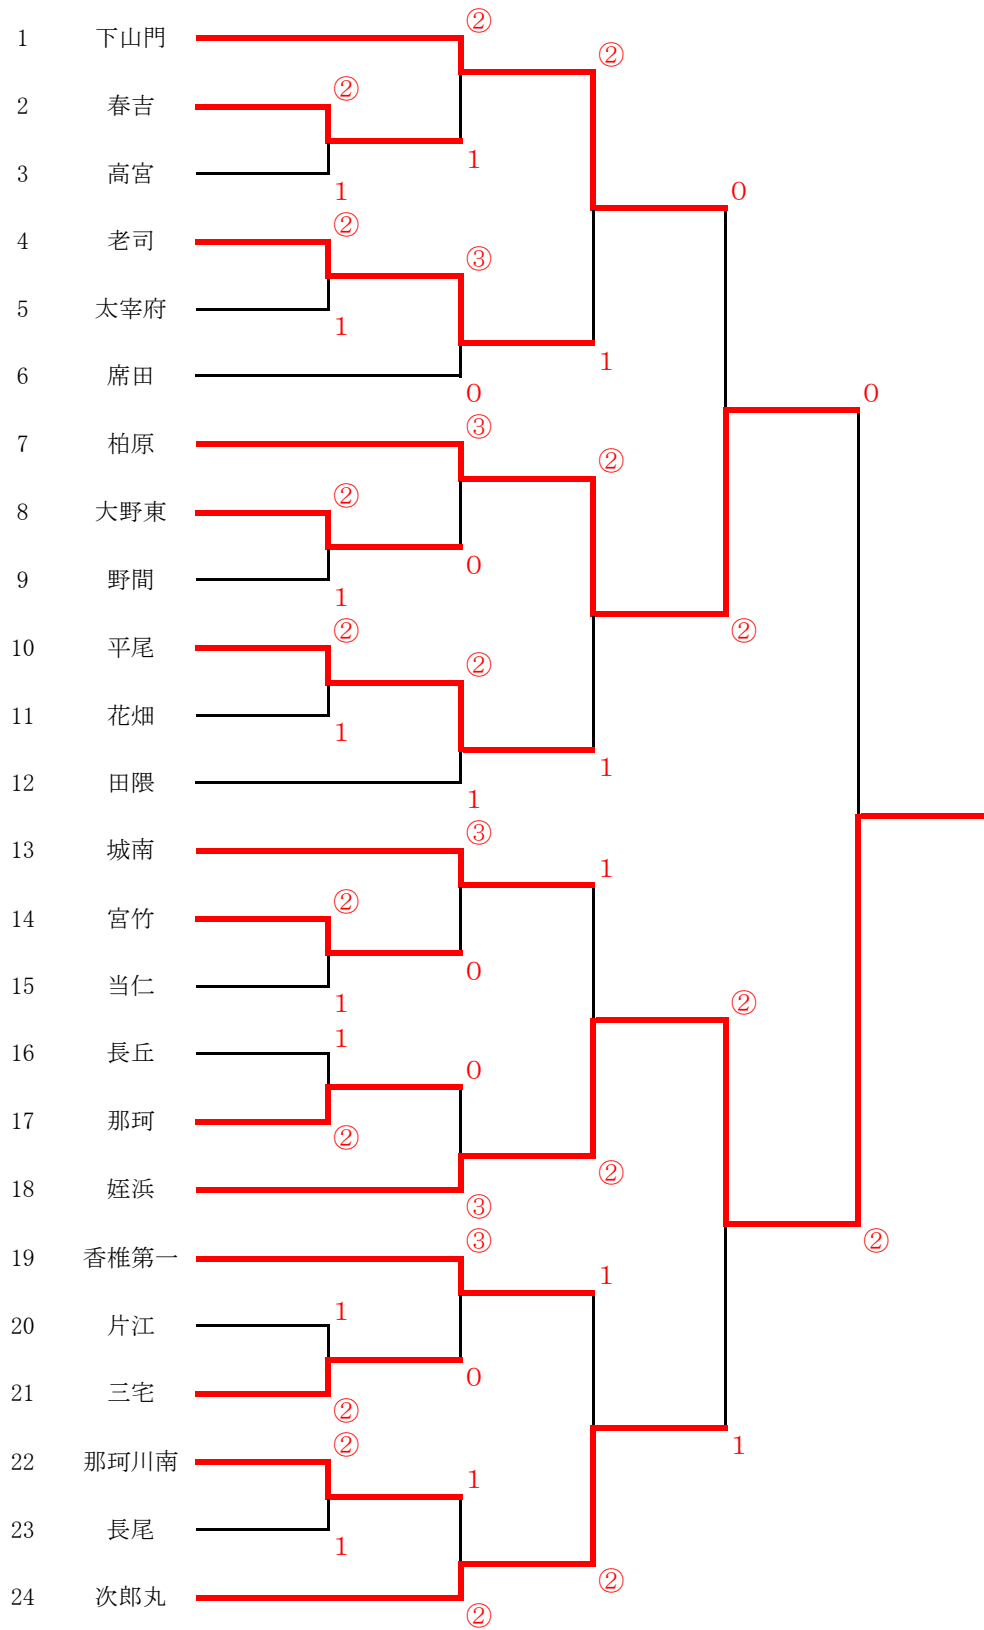 ②
1 下山門
②
2 春吉
②
1
3 高宮
1
0
4 老司
②
③
5 太宰府
1
1
6 席田
0
0
7 柏原
③
②
8 大野東
②
0
9 野間
1
10 平尾
②
②
②
11 花畑
1
1
12 田隈
1
13 城南
③
1
14 宮竹
②
0
15 当仁
1
②
16 長丘
1
0
17 那珂
②
②
18 姪浜
③
19 香椎第一
③
②
1
20 片江
1
0
21 三宅
②
22 那珂川南
②
1
1
23 長尾
1
②
24 次郎丸
②